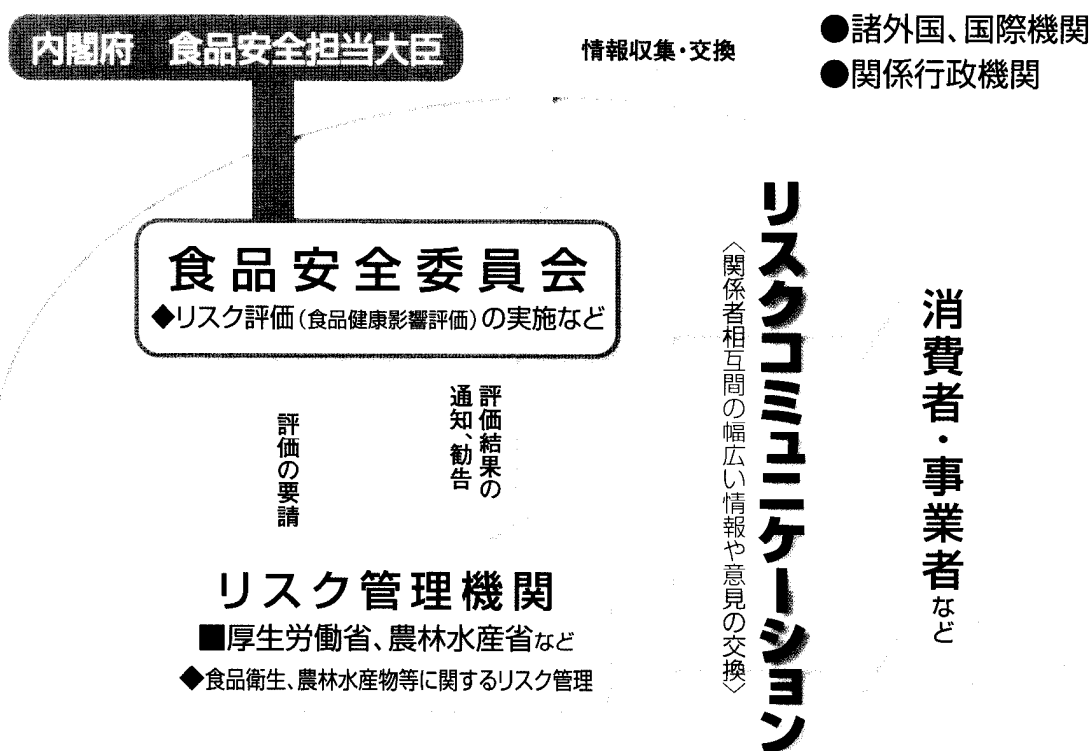 内閣府 食品安全担当大臣
情報収集・交換
●諸外国、国際機関
●関係行政機関
食品安全委員会
◆リスク評価(食品健康影響評価)の実施など
評価の要請
評価結果の
通知、勧告
リスク管理機関
■厚生労働省、農林水産省など
◆食品衛生、農林水産物等に関するリスク管理
リスクコミュニケーション
〈関係者相互間の幅広い情報や意見の交換〉
消費者・事業者など